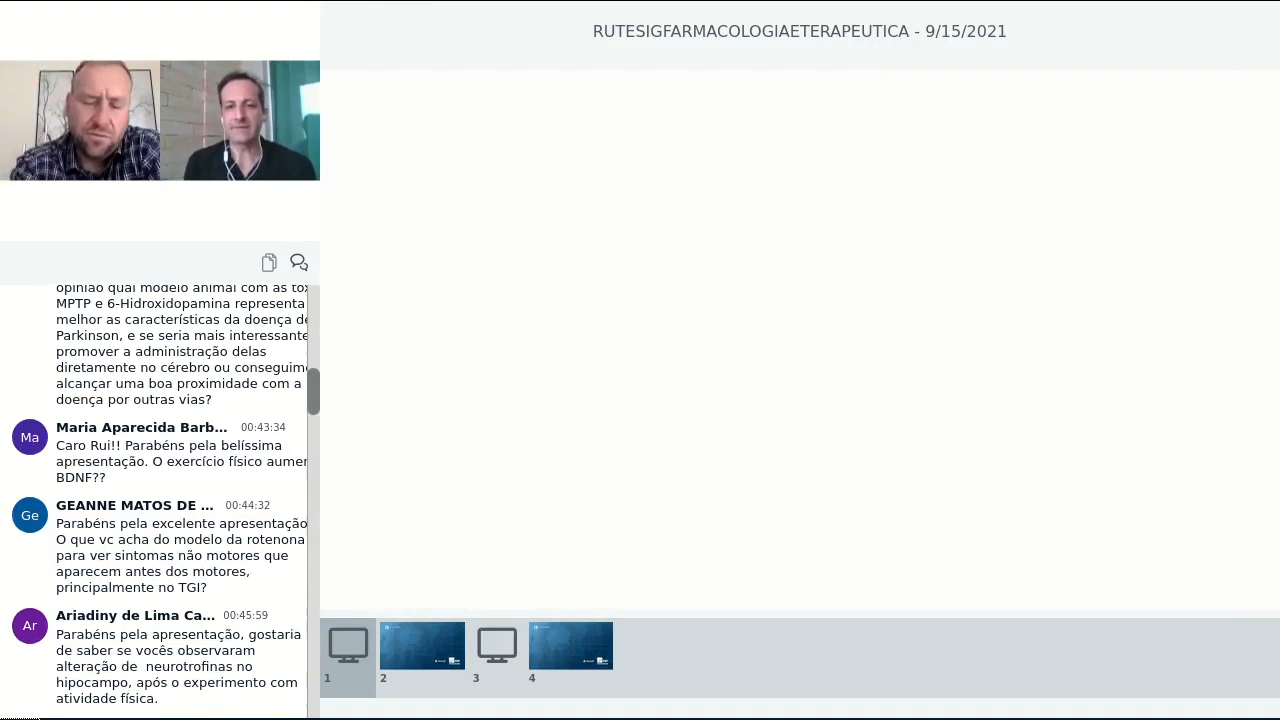 RUTESIGFARMACOLOGIAETERAPEUTICA - 9/15/2021
opinião qual modelo animal com as
MPTP e 6-Hidroxidopamina representa
melhor as características da doença de
Parkinson, e se seria mais interessante
promover a administração delas
diretamente no cérebro ou conseguim
alcançar uma boa proximidade com a
doença por outras vias?
Ma
Maria Aparecida Barb...
00:43:34
Caro Rui!! Parabéns pela belíssima
apresentação. O exercício físico aumen
BDNF??
Ge
GEANNE MATOS DE ...
00:44:32
Parabéns pela excelente apresentação
O que vc acha do modelo da rotenona
para ver sintomas não motores que
aparecem antes dos motores,
principalmente no TGI?
Ar
Ariadiny de Lima Ca...
00:45:59
Parabéns pela apresentação, gostaria
de saber se vocês observaram
alteração de  neurotrofinas no
hipocampo, após o experimento com
atividade física.
1
2
3
4